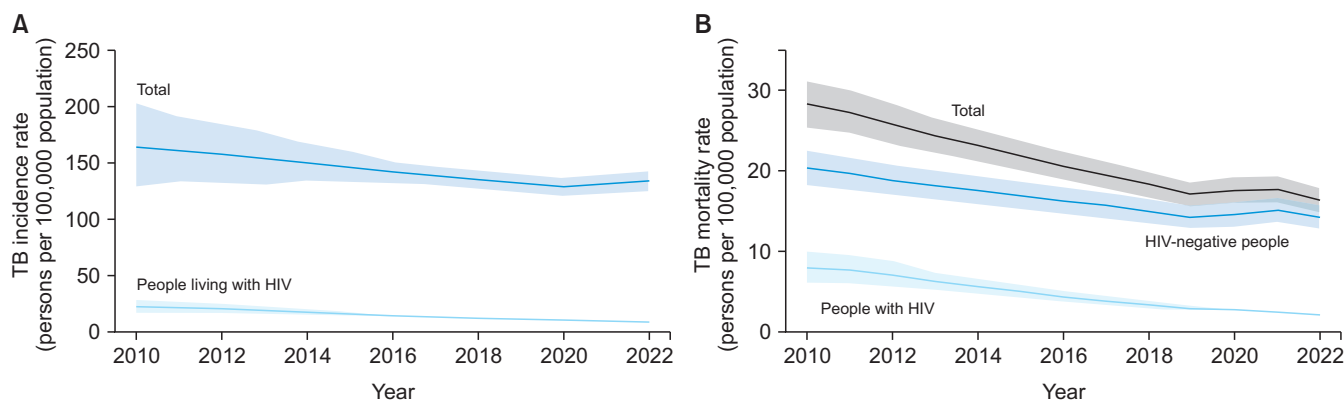 A
TB incidence rate
(persons per 100,000 population)
250
200
150
100
50
0
Total
People living with HIV
2010 2012 2014 2016 2018 2020 2022
Year
B
TB mortality rate
(persons per 100,000 population)
30
20
10
0
Total
HIV-negative people
People with HIV
2010 2012 2014 2016 2018 2020 2022
Year